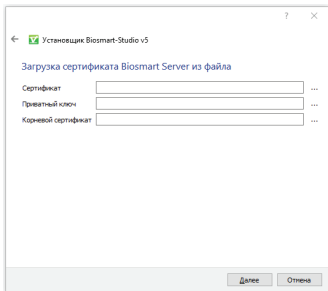 Установщик Biosmart-Studio v5
Загрузка сертификата Biosmart Server из файла
Сертификат ...
Приватный ключ ...
Корневой сертификат ...
Далее Отмена